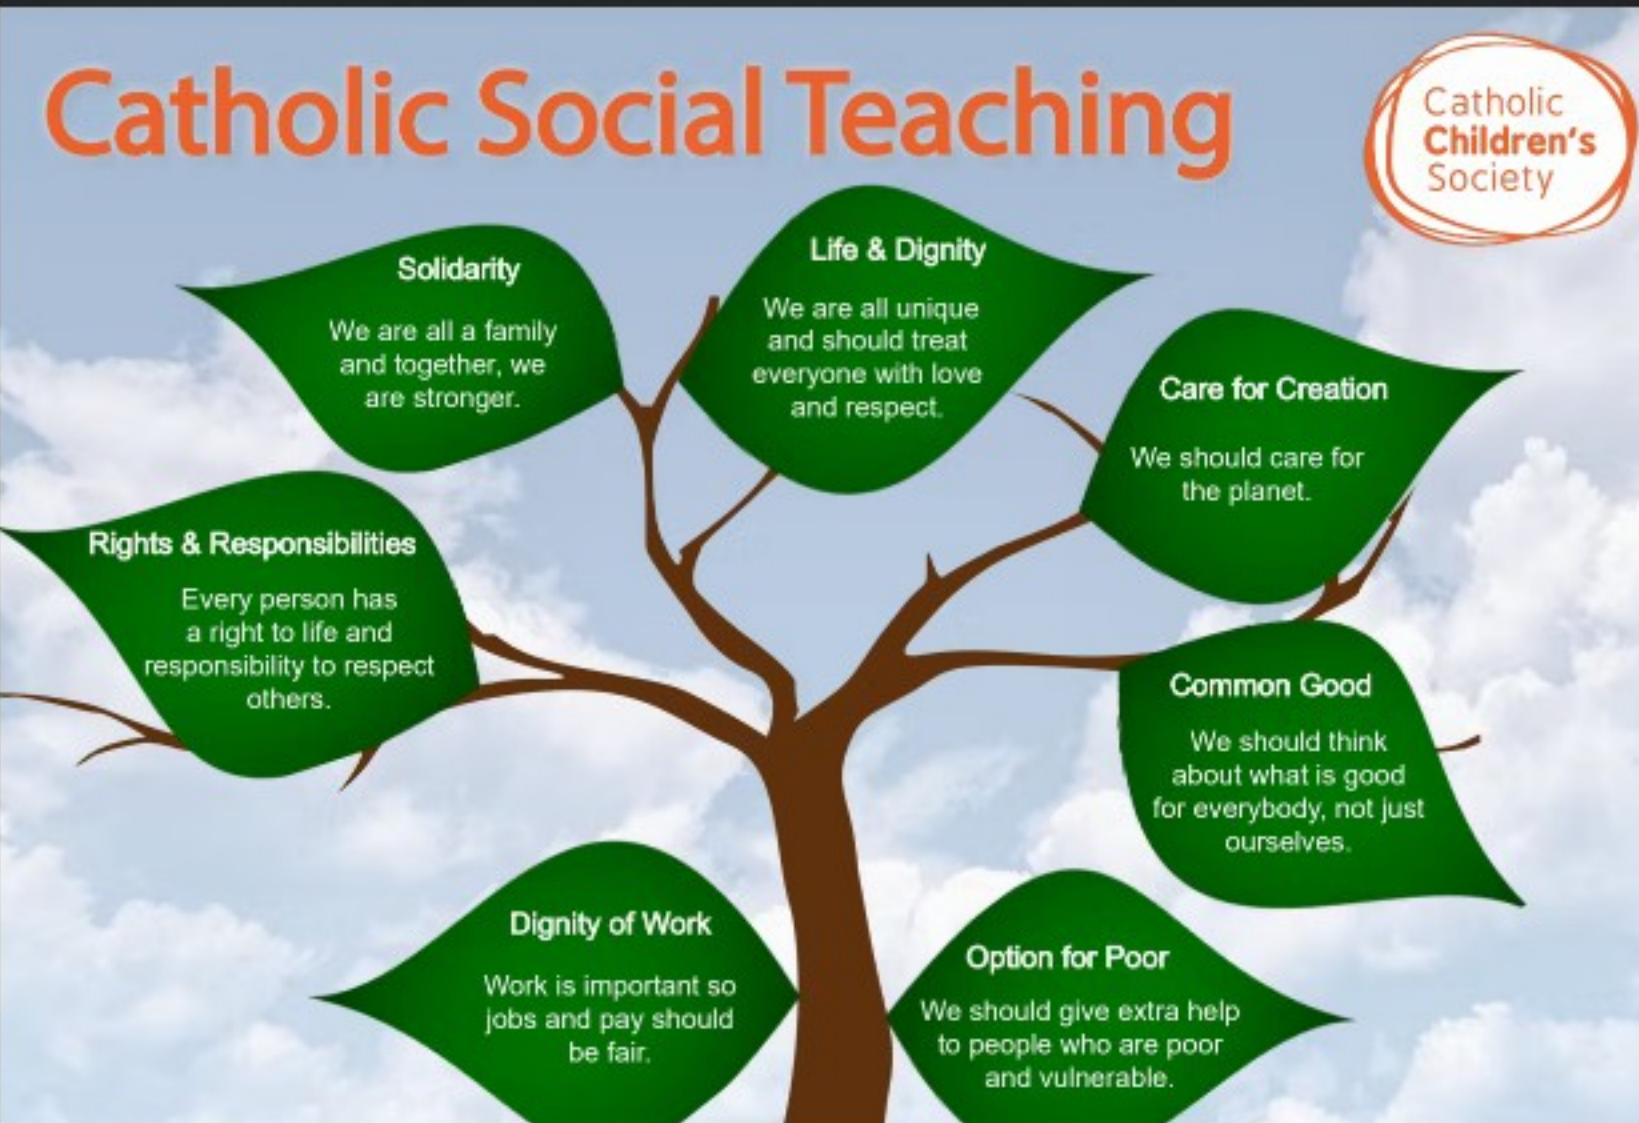 Catholic Social Teaching
Catholic
Children's
Society
Solidarity
We are all a family
and together, we
are stronger.
Life & Dignity
We are all unique
and should treat
everyone with love
and respect.
Care for Creation
We should care for
the planet.
Rights & Responsibilities
Every person has
a right to life and
responsibility to respect
others.
Common Good
We should think
about what is good
for everybody, not just
ourselves.
Dignity of Work
Work is important so
jobs and pay should
be fair.
Option for Poor
We should give extra help
to people who are poor
and vulnerable.